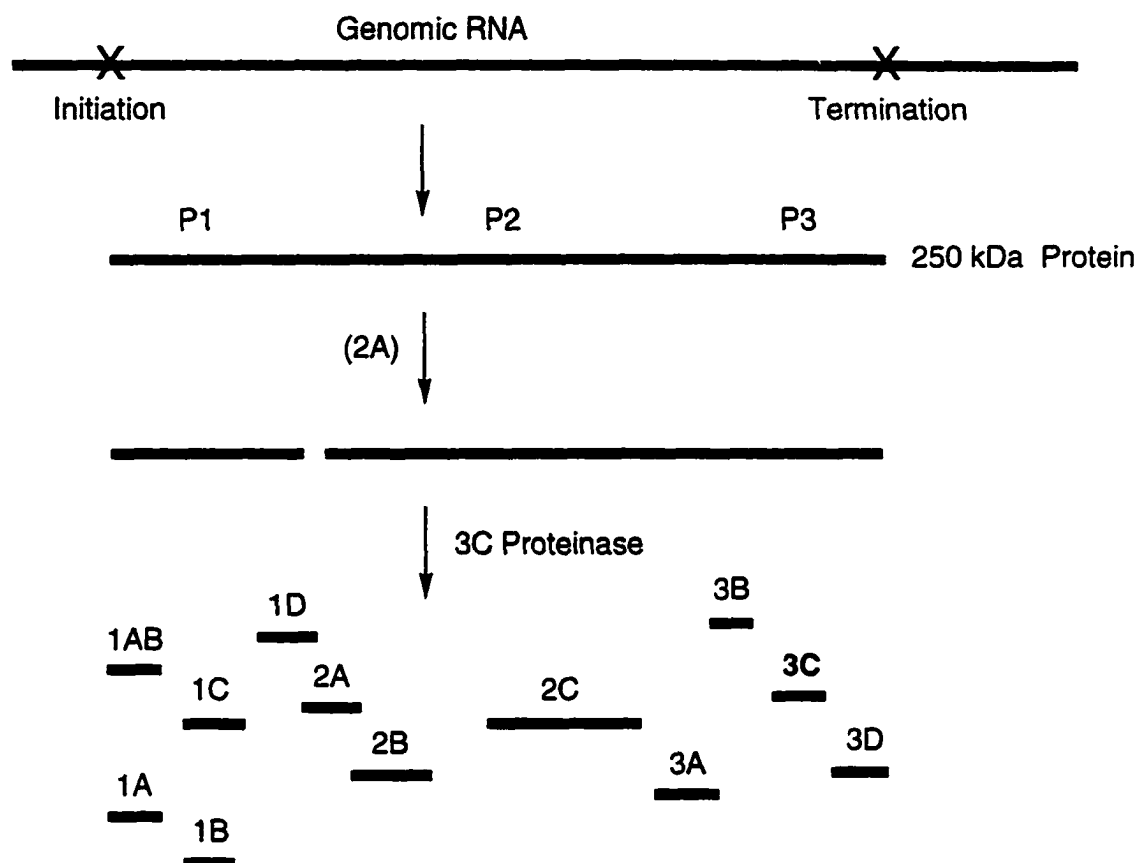 Genomic RNA
X X
Initiation Termination
P1 P2 P3
250 kDa Protein
(2A)
3C Proteinase
1D 3B
1AB 3C
1C 2A 2C
2B 3A 3D
1A
1B